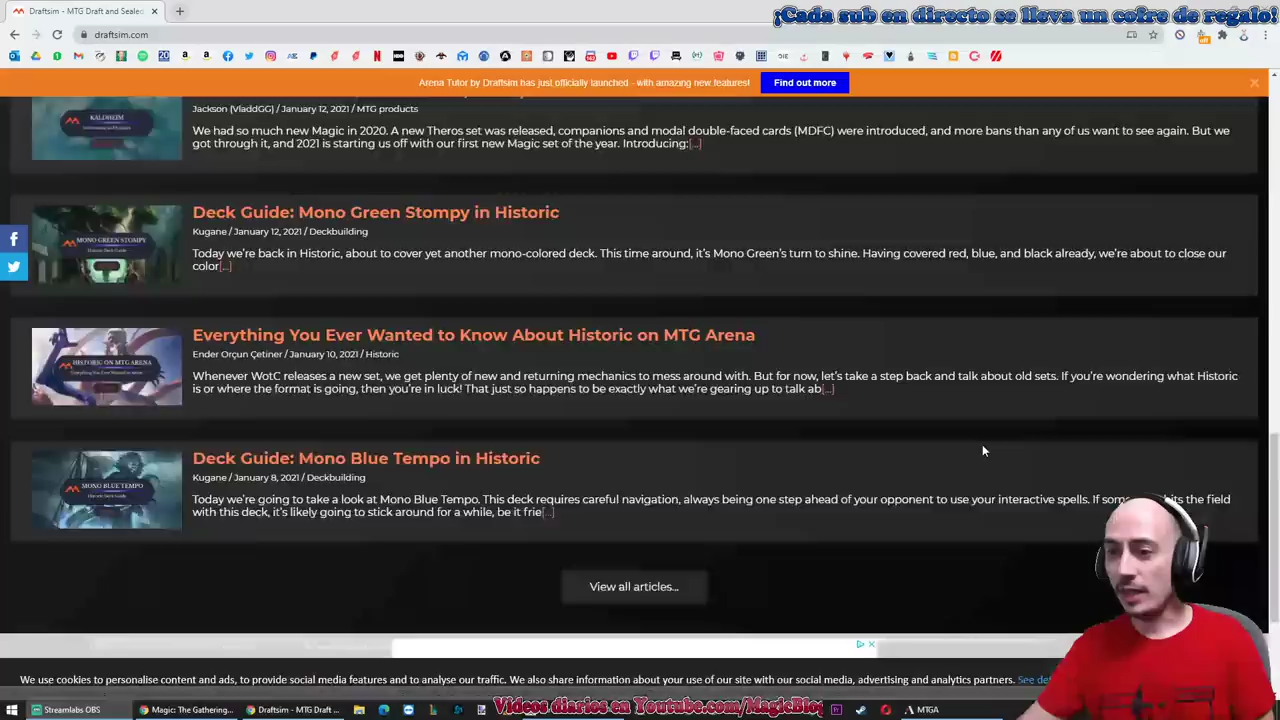 Draftsim - MTG Draft and Sealed
¡Cada sub en directo se lleva un cofre de regalo!
draftsim.com
Arena Tutor by Draftsim has just officially launched - with amazing new features!
Find out more
KALDHEIM
Jackson (VladdGG) / January 12, 2021 / MTG products
We had so much new Magic in 2020. A new Theros set was released, companions and modal double-faced cards (MDFC) were introduced, and more bans than any of us want to see again. But we
got through it, and 2021 is starting us off with our first new Magic set of the year. Introducing:[...]
MONO GREEN STOMPY
Deck Guide: Mono Green Stompy in Historic
Kugane / January 12, 2021 / Deckbuilding
Today we're back in Historic, about to cover yet another mono-colored deck. This time around, it's Mono Green's turn to shine. Having covered red, blue, and black already, we're about to close our
color[...]
HISTORIC ON MTG ARENA
Everything You Ever Wanted to Know About Historic on MTG Arena
Ender Orçun Çetiner / January 10, 2021 / Historic
Whenever WotC releases a new set, we get plenty of new and returning mechanics to mess around with. But for now, let's take a step back and talk about old sets. If you're wondering what Historic
is or where the format is going, then you're in luck! That just so happens to be exactly what we're gearing up to talk ab[...]
MONO BLUE TEMPO
Deck Guide: Mono Blue Tempo in Historic
Kugane / January 8, 2021 / Deckbuilding
Today we're going to take a look at Mono Blue Tempo. This deck requires careful navigation, always being one step ahead of your opponent to use your interactive spells. If hits the field
with this deck, it's likely going to stick around for a while, be it frie[...]
View all articles...
We use cookies to personalise content and ads, to provide social media features and to analyse our traffic. We also share information about your use of our site with our social media, advertising and analytics partners. See de
Streamlabs OBS
Magic: The Gathering...
Draftsim - MTG Draft ...
Videos diarios en Youtube.com/MagicBlog
MTGA